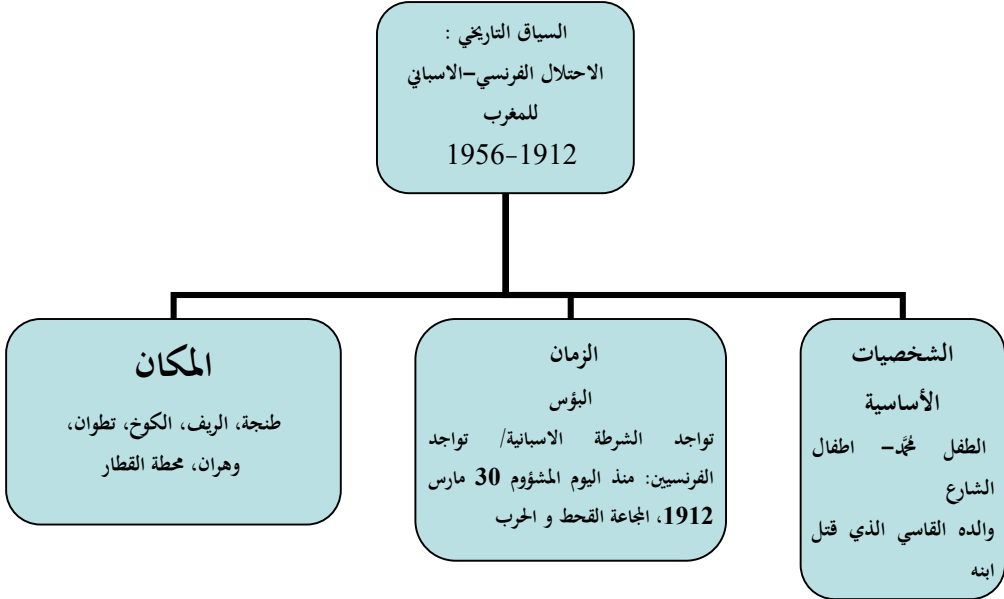 السياق التاريخي :
الاحتلال الفرنسي-الاسباني
للمغرب
1956-1912
الشخصيات
الأساسية
الطفل محمَّد- اطفال
الشارع
والده القاسي الذي قتل
ابنه
الزمان
البؤس
تواجد الشرطة الاسبانية/ تواجد
الفرنسيين: منذ اليوم المشؤوم 30 مارس
1912، المجاعة القحط و الحرب
المكان
طنجة، الريف، الكوخ، تطوان،
وهران، محطة القطار